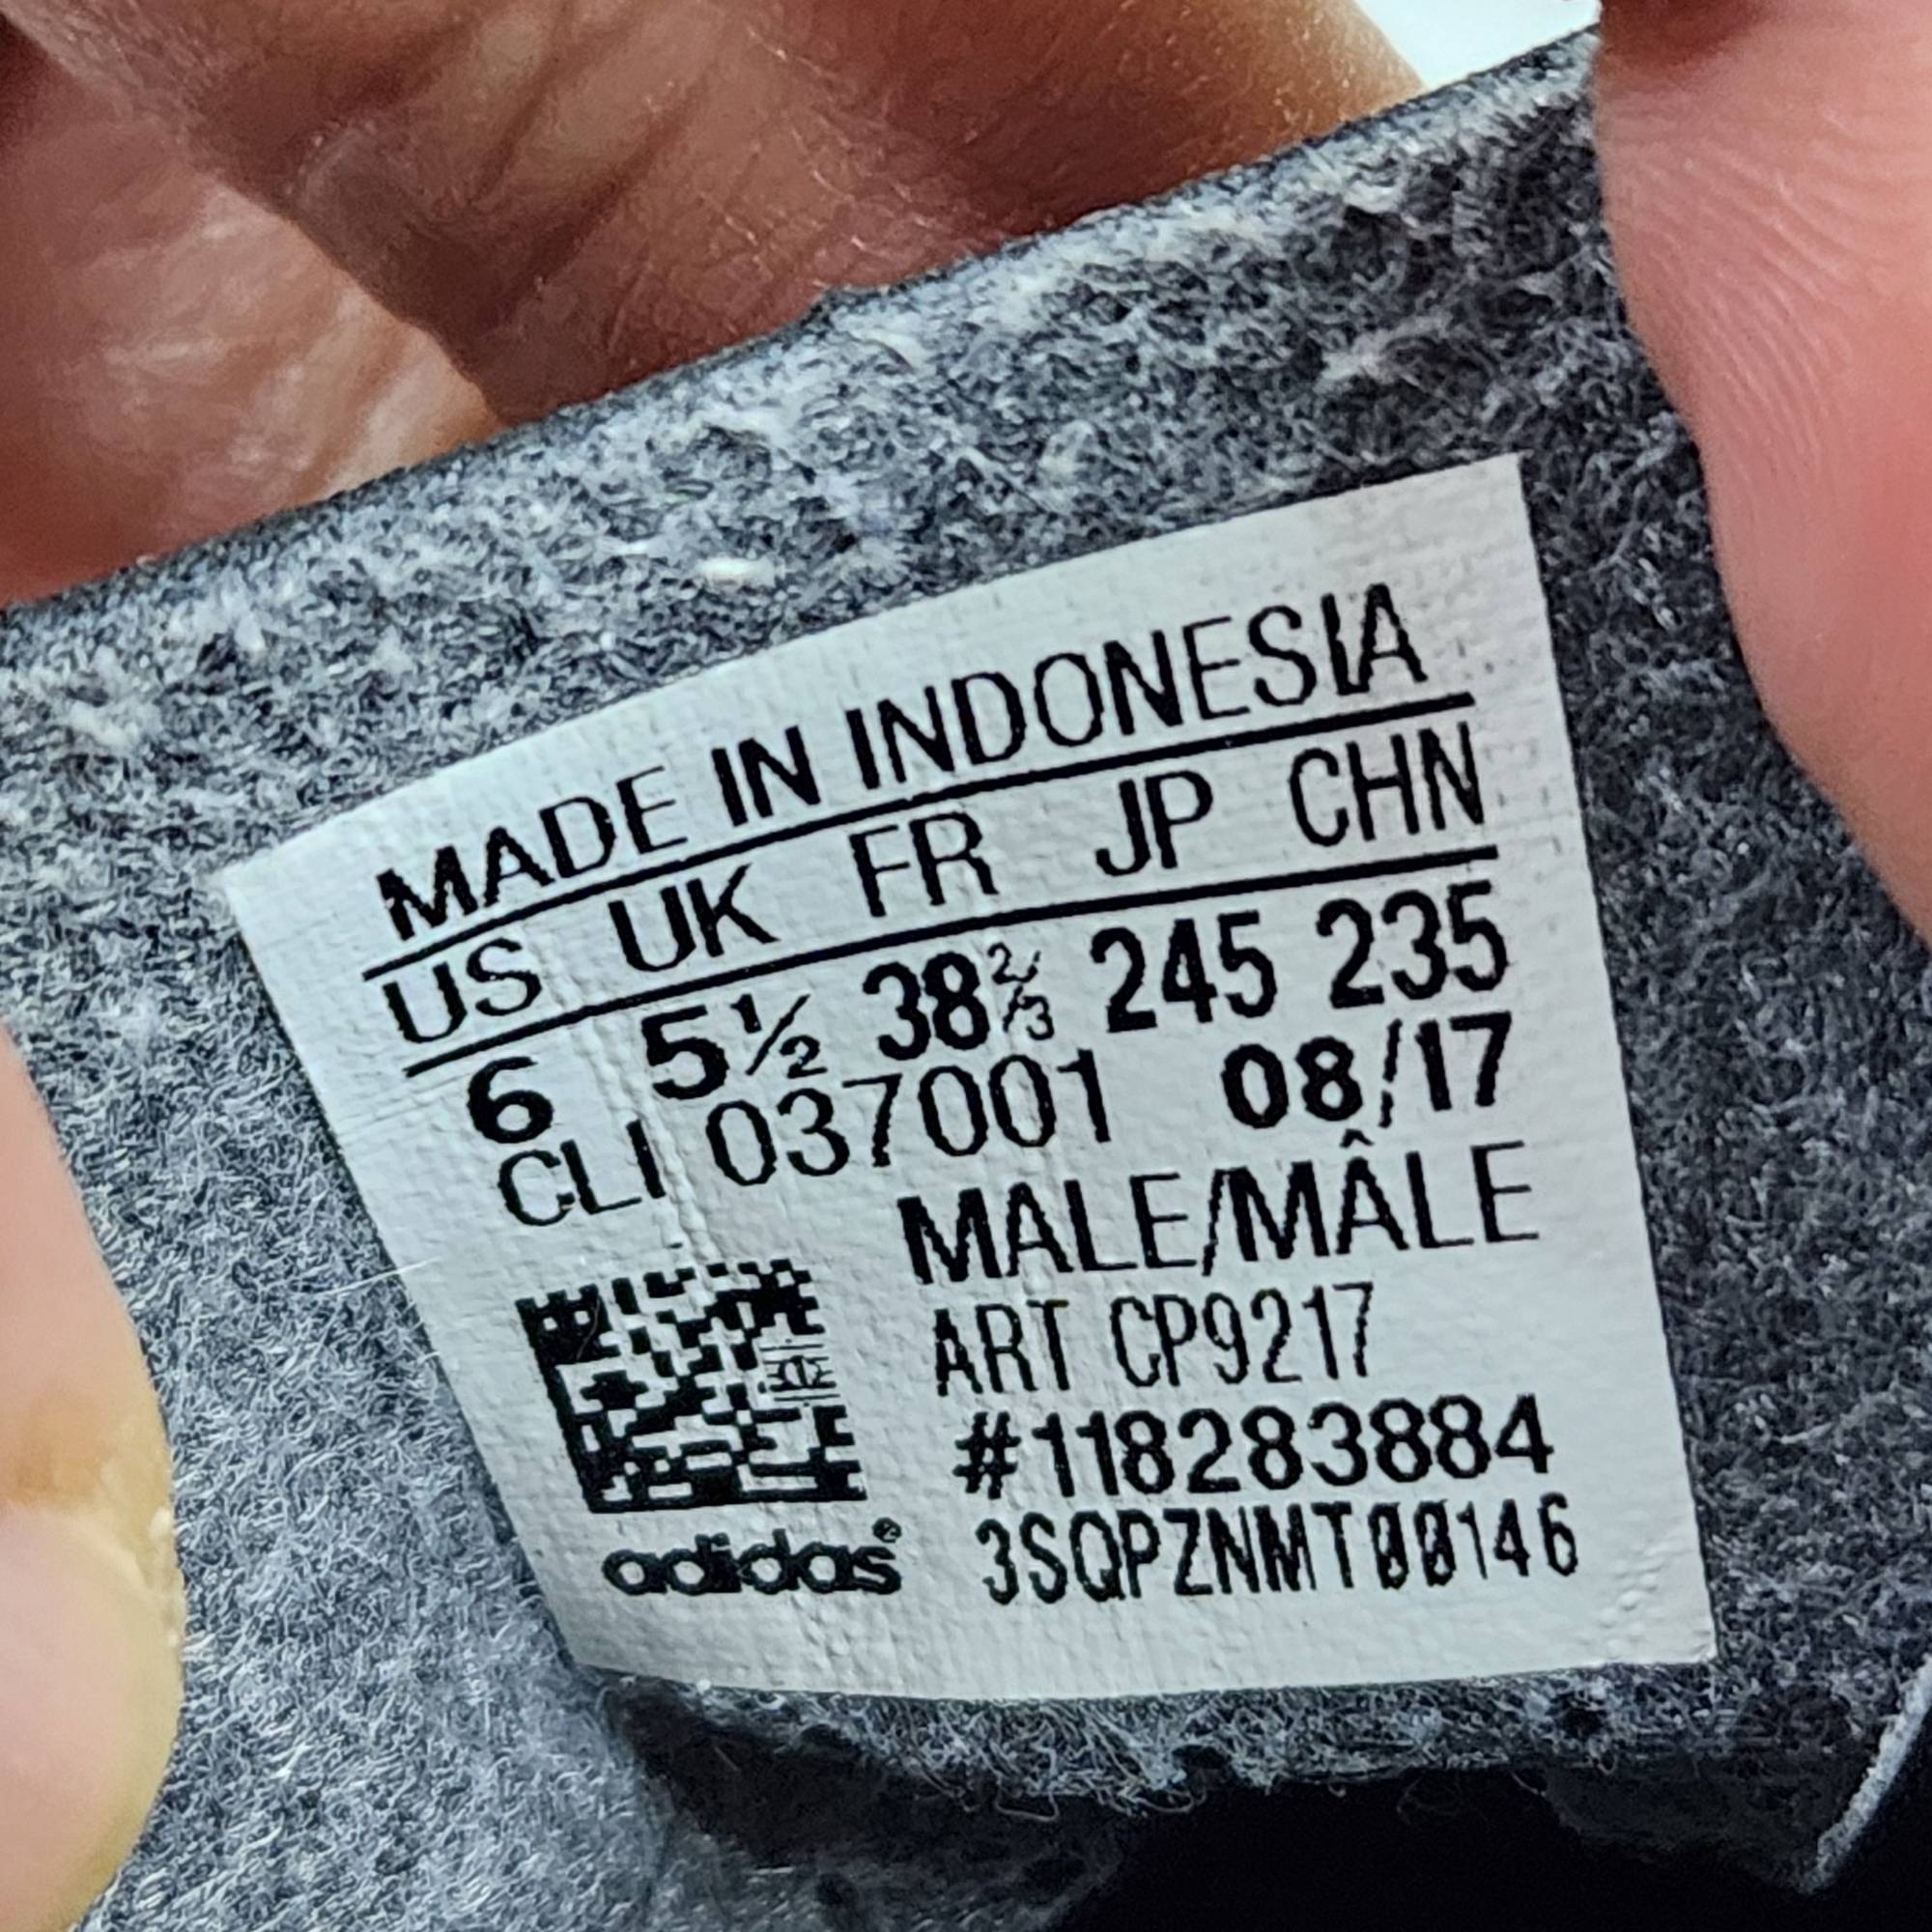 MADE IN INDONESIA
US UK FR JP CHN
6 5½ 38⅔ 245 235
CLI 037001 08/17
MALE/MÂLE
ART CP9217
#118283884
adidas® 3SQPZNMT00146